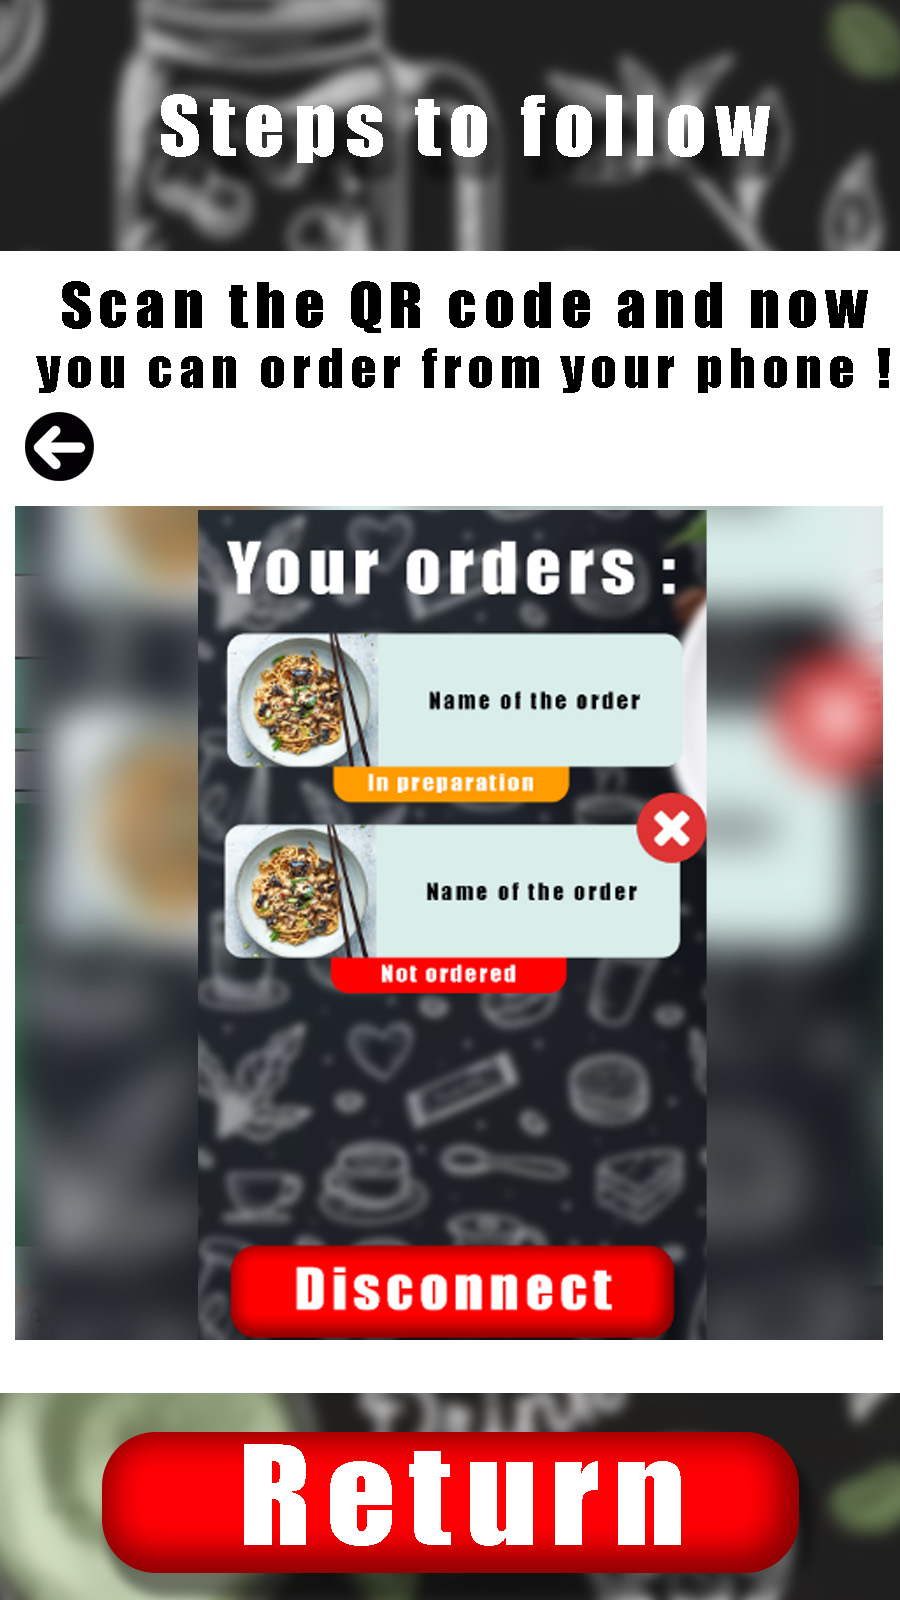 Steps to follow
Scan the QR code and now
you can order from your phone !
Your orders :
Name of the order
In preparation
Name of the order
Not ordered
Disconnect
Return